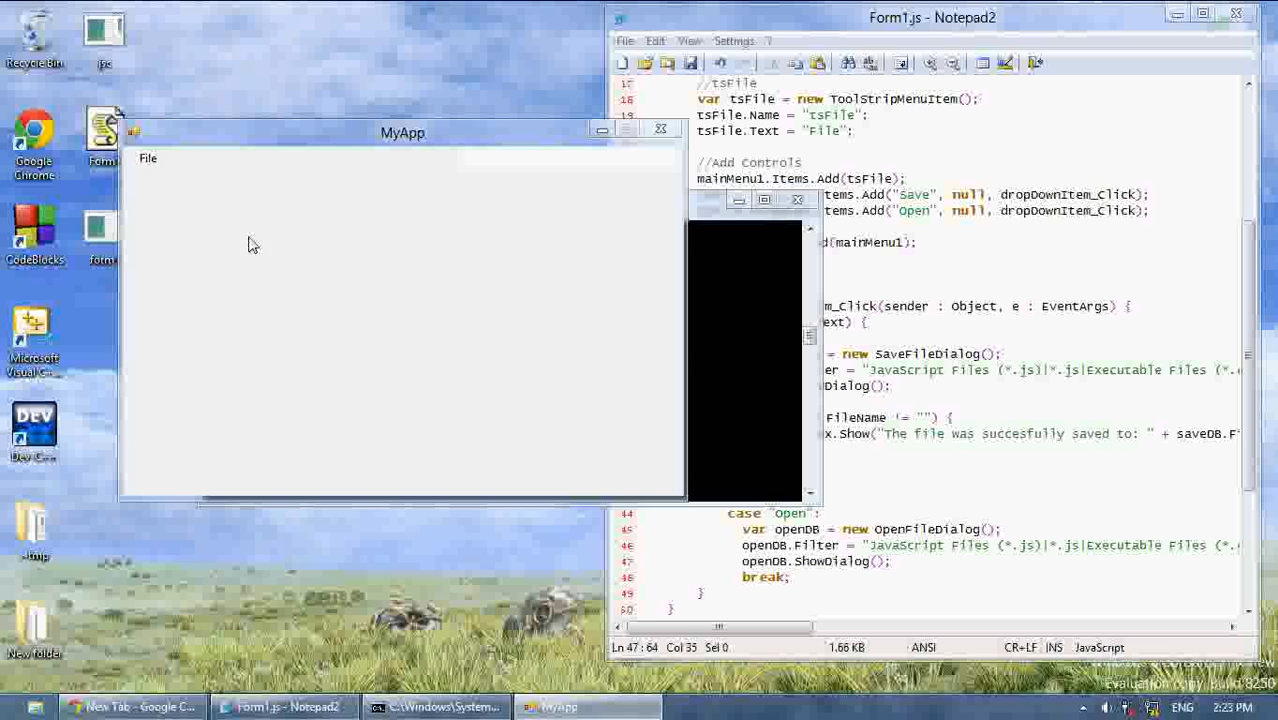 Recycle Bin
jsc
Google
Chrome
Form
CodeBlocks
form
Microsoft
Visual C+...
Dev C++
~tmp
New folder
MyApp
File
Form1.js - Notepad2
File Edit View Settings ?
17 //tsFile
18 var tsFile = new ToolStripMenuItem();
19 tsFile.Name = "tsFile";
tsFile.Text = "File";
//Add Controls
mainMenu1.Items.Add(tsFile);
tems.Add("Save", null, dropDownItem_Click);
tems.Add("Open", null, dropDownItem_Click);
d(mainMenu1);
m_Click(sender : Object, e : EventArgs) {
ext) {
= new SaveFileDialog();
er = "JavaScript Files (*.js)|*.js|Executable Files (*.
Dialog();
FileName != "") {
x.Show("The file was succesfully saved to: " + saveDB.Fi
44 case "Open":
45 var openDB = new OpenFileDialog();
46 openDB.Filter = "JavaScript Files (*.js)|*.js|Executable Files (*.
47 openDB.ShowDialog();
48 break;
49 }
50 }
Ln 47 : 64 Col 35 Sel 0 1.66 KB ANSI CR+LF INS JavaScript
Evaluation copy. Build 8250
New Tab - Google C...
Form1.js - Notepad2
C:\Windows\System...
MyApp
ENG
2:23 PM